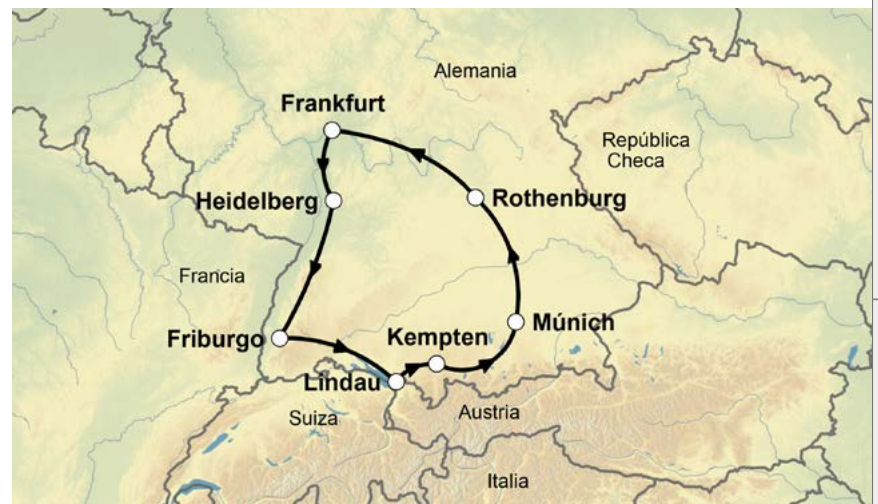 Alemania
Frankfurt
República
Checa
Heidelberg
Rothenburg
Francia
Múnich
Friburgo
Kempten
Lindau
Suiza
Austria
Italia